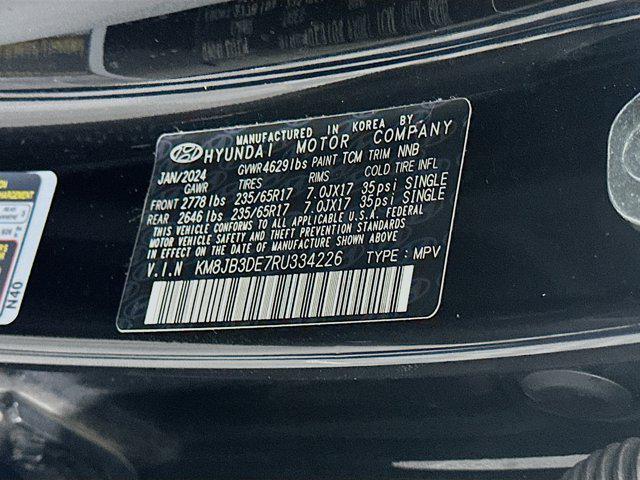 MANUFACTURED IN KOREA BY
HYUNDAI MOTOR COMPANY
JAN/2024 GVWR 4629lbs PAINT TCM TRIM NNB
GAWR TIRES RIMS COLD TIRE INFL
FRONT 2778 lbs 235/65R17 7.0JX17 35psi SINGLE
REAR 2646 lbs 235/65R17 7.0JX17 35psi SINGLE
THIS VEHICLE CONFORMS TO ALL APPLICABLE U.S.A. FEDERAL
MOTOR VEHICLE SAFETY AND THEFT PREVENTION STANDARDS
IN EFFECT ON THE DATE OF MANUFACTURE SHOWN ABOVE
V.I.N KM8JB3DE7RU334226 TYPE : MPV
N40